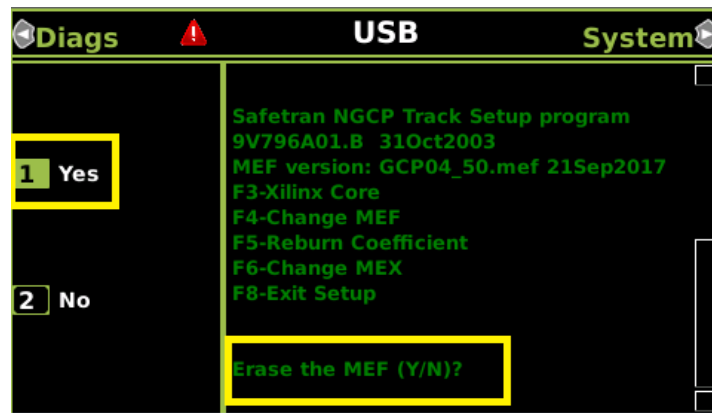 Diags
USB
System
1 Yes
2 No
Safetran NGCP Track Setup program
9V796A01.B 31Oct2003
MEF version: GCP04_50.mef 21Sep2017
F3-Xilinx Core
F4-Change MEF
F5-Reburn Coefficient
F6-Change MEX
F8-Exit Setup
Erase the MEF (Y/N)?